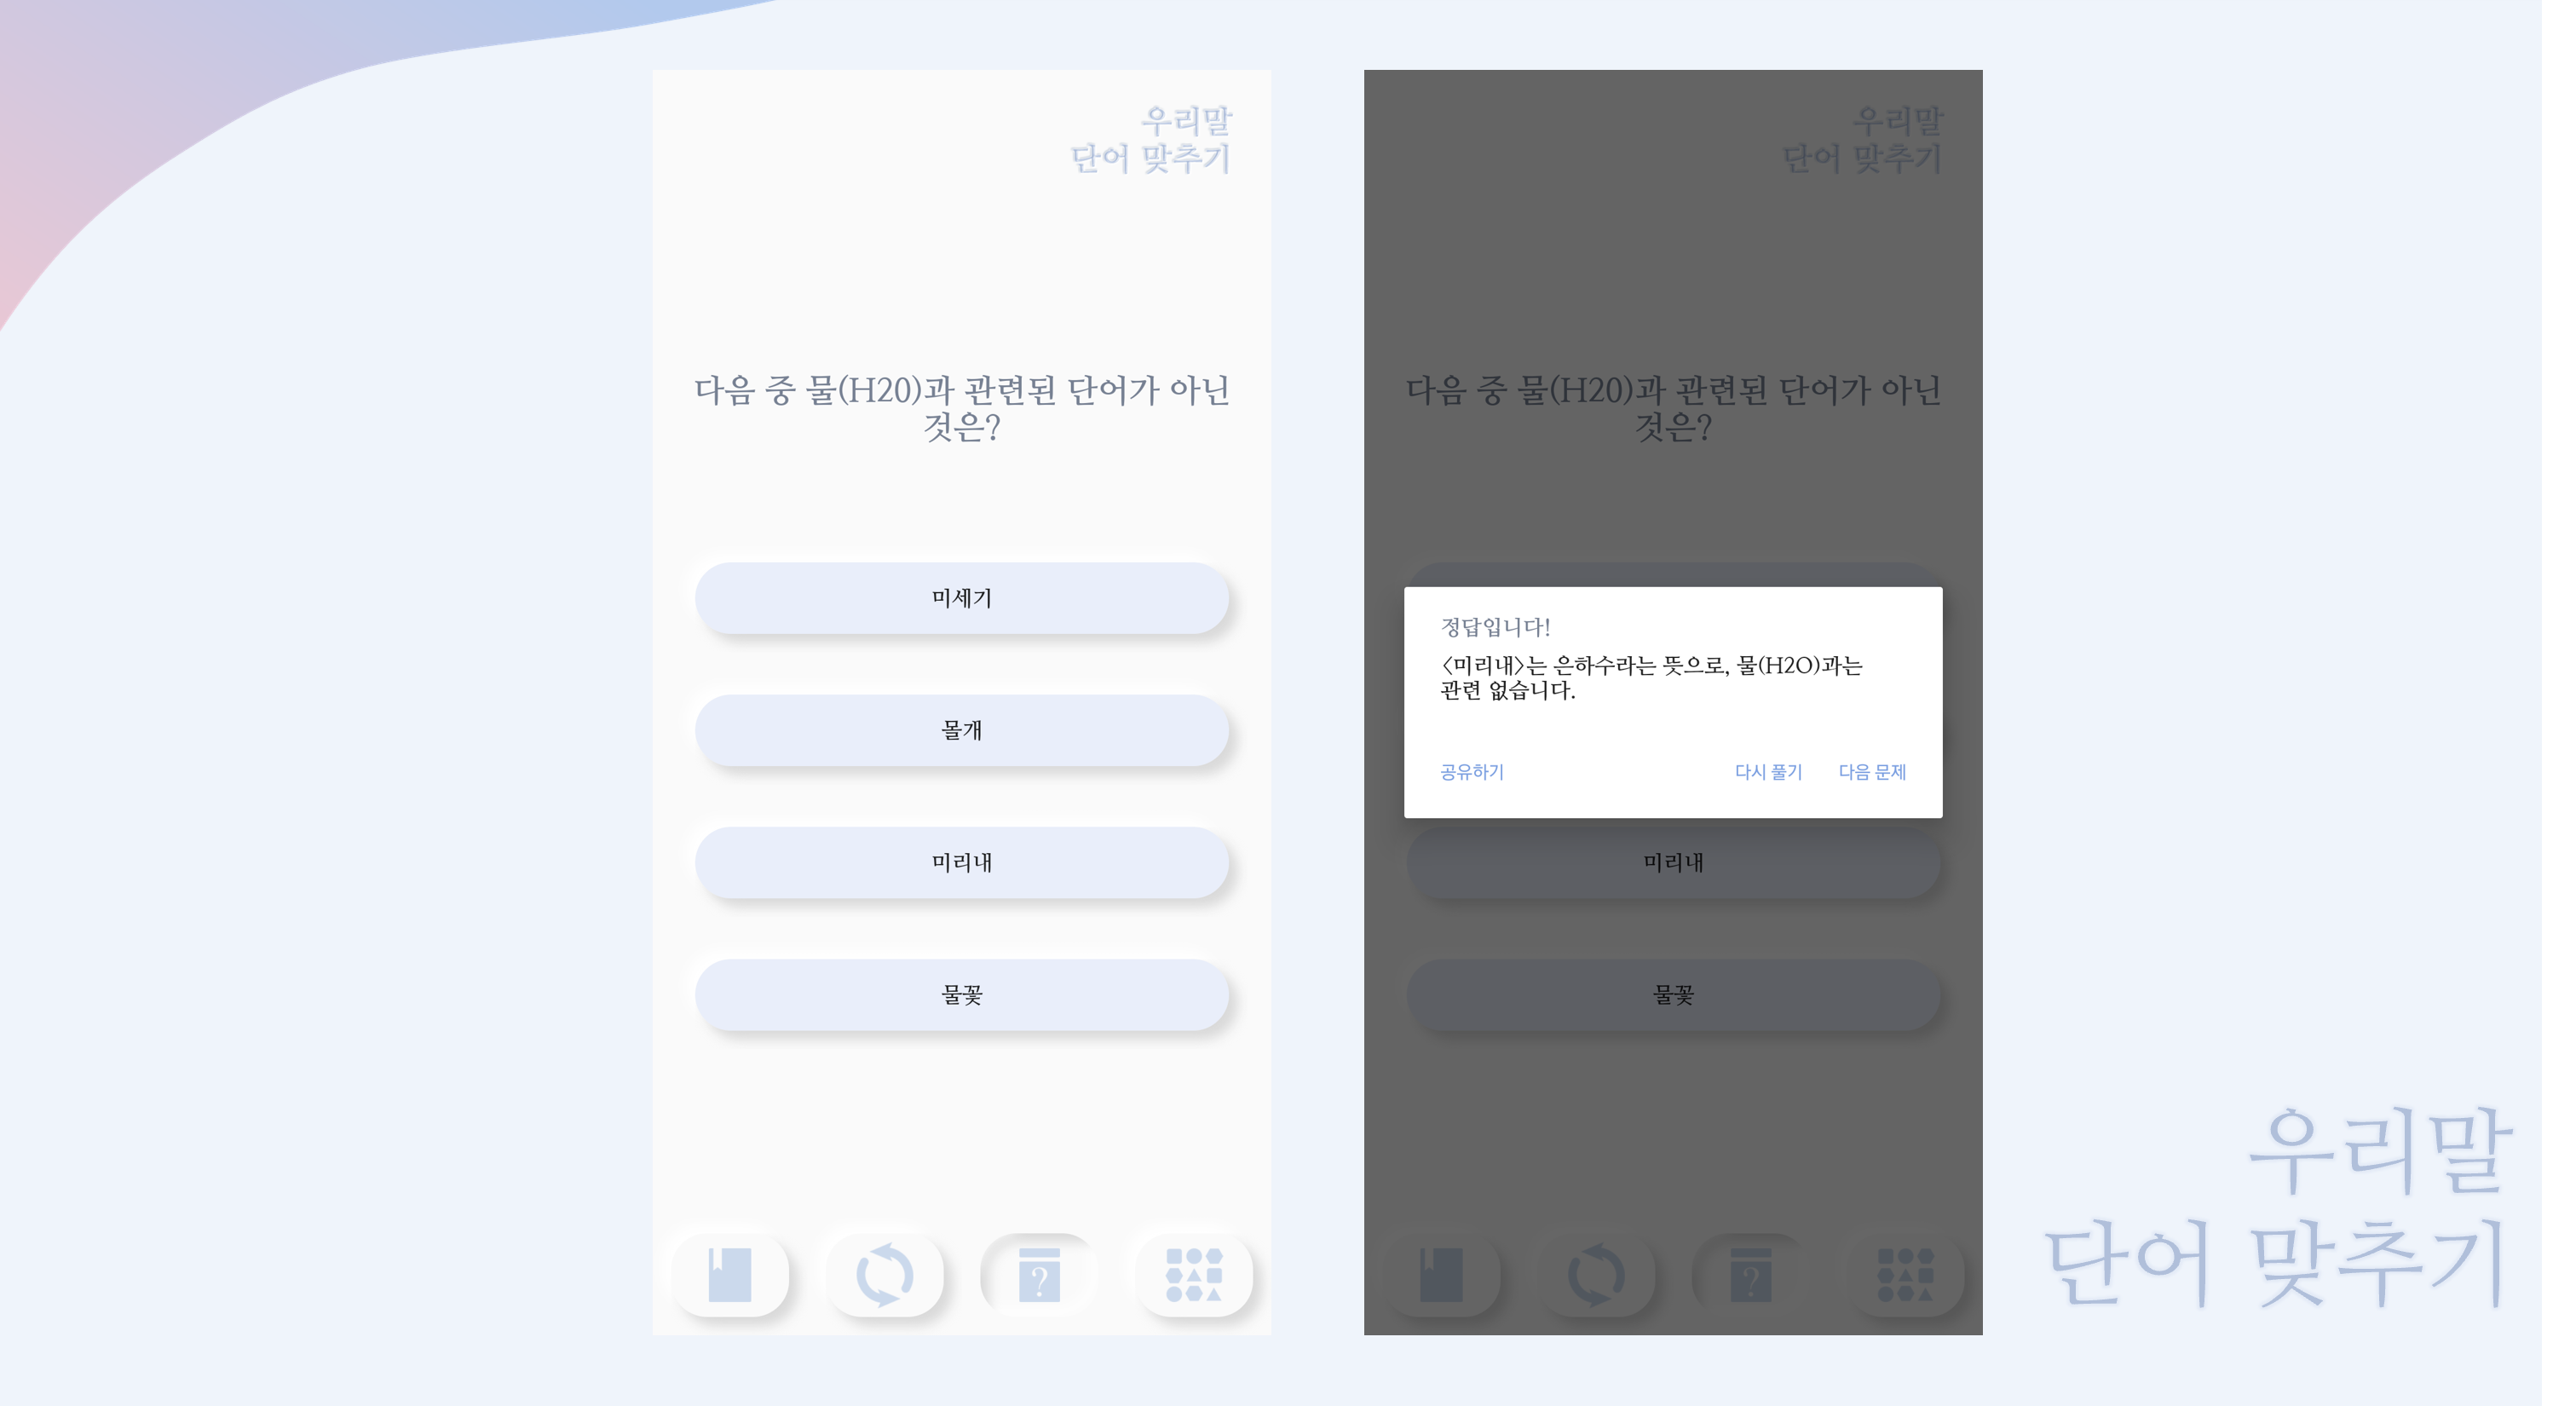 우리말
단어 맞추기
다음 중 물(H20)과 관련된 단어가 아닌
것은?
미세기
몰개
미리내
물꽃
?
우리말
단어 맞추기
다음 중 물(H20)과 관련된 단어가 아닌
것은?
정답입니다!
<미리내>는 은하수라는 뜻으로, 물(H2O)과는
관련 없습니다.
공유하기 다시 풀기 다음 문제
미리내
물꽃
?
우리말
단어 맞추기